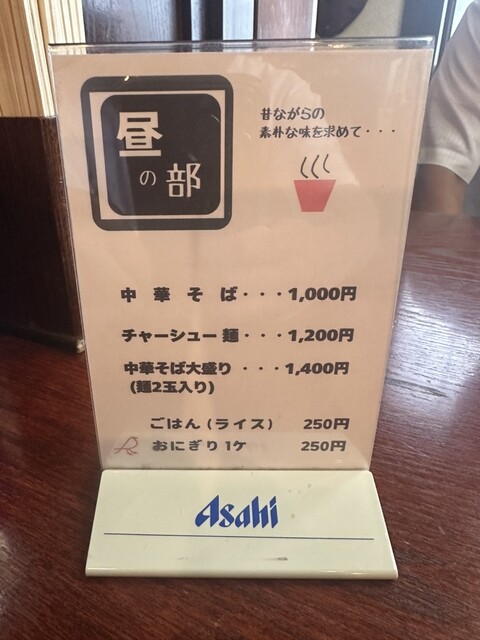 昼
の部
昔ながらの
素朴な味を求めて・・・
中華そば・・・1,000円
チャーシュー麺・・・1,200円
中華そば大盛り・・・1,400円
(麺2玉入り)
ごはん(ライス) 250円
おにぎり1ケ 250円
Asahi